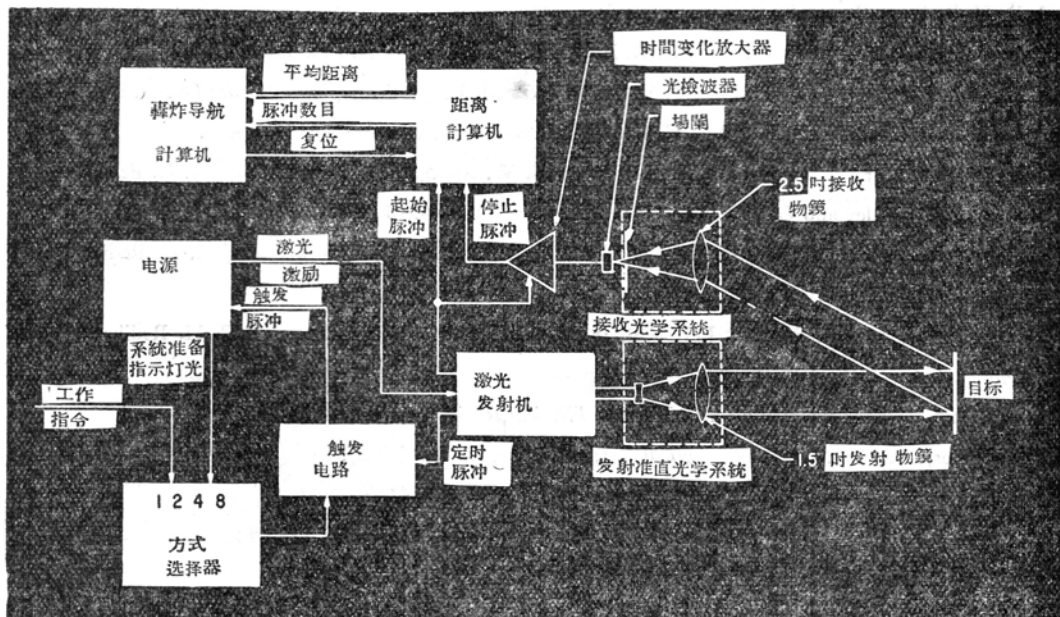 时間变化放大器
光檢波器
場闌
2.5吋接收
物鏡
平均距离
脉冲数目
复位
轟炸导航
計算机
距离
計算机
起始
脉冲
停止
脉冲
电源
激光
激励
触发
脉冲
接收光学系統
系統准备
指示灯光
工作
指令
激光
发射机
目标
触发
电路
定时
脉冲
发射准直光学系統
1.5吋发射物鏡
1 2 4 8
方式
选择器